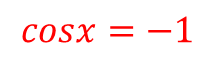 cosx = −1